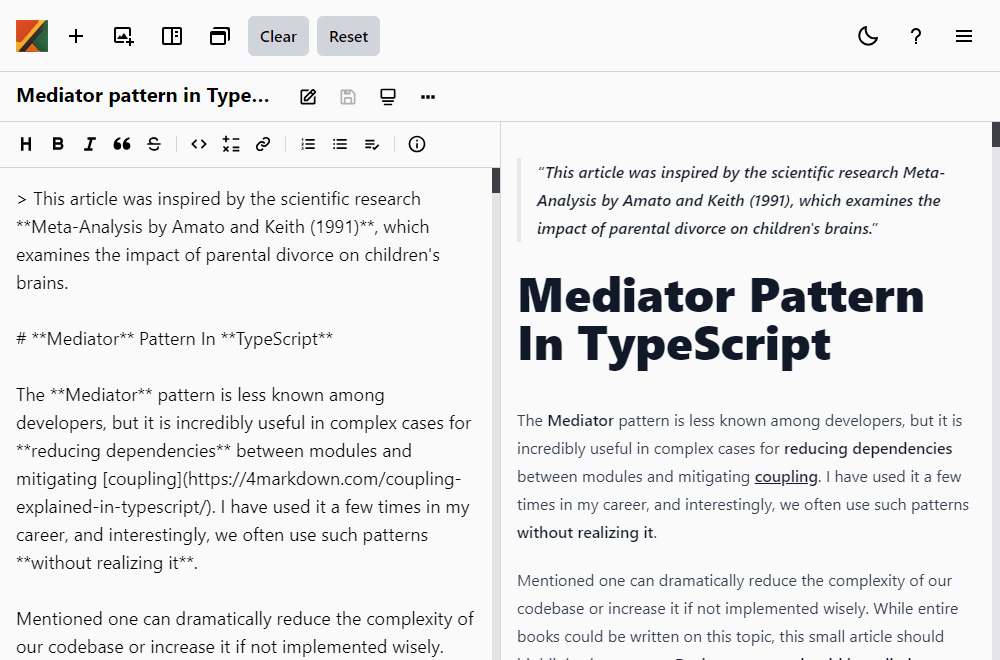 Clear
Reset
Mediator pattern in Type...
H B I
> This article was inspired by the scientific research
**Meta-Analysis by Amato and Keith (1991)**, which
examines the impact of parental divorce on children's
brains.
# **Mediator** Pattern In **TypeScript**
The **Mediator** pattern is less known among
developers, but it is incredibly useful in complex cases for
**reducing dependencies** between modules and
mitigating [coupling](https://4markdown.com/coupling-
explained-in-typescript/). I have used it a few times in my
career, and interestingly, we often use such patterns
**without realizing it**.
Mentioned one can dramatically reduce the complexity of
our codebase or increase it if not implemented wisely.
“This article was inspired by the scientific research Meta-
Analysis by Amato and Keith (1991), which examines the
impact of parental divorce on children's brains.”
Mediator Pattern
In TypeScript
The Mediator pattern is less known among developers, but it is
incredibly useful in complex cases for reducing dependencies
between modules and mitigating coupling. I have used it a few
times in my career, and interestingly, we often use such patterns
without realizing it.
Mentioned one can dramatically reduce the complexity of our
codebase or increase it if not implemented wisely. While entire
books could be written on this topic, this small article should